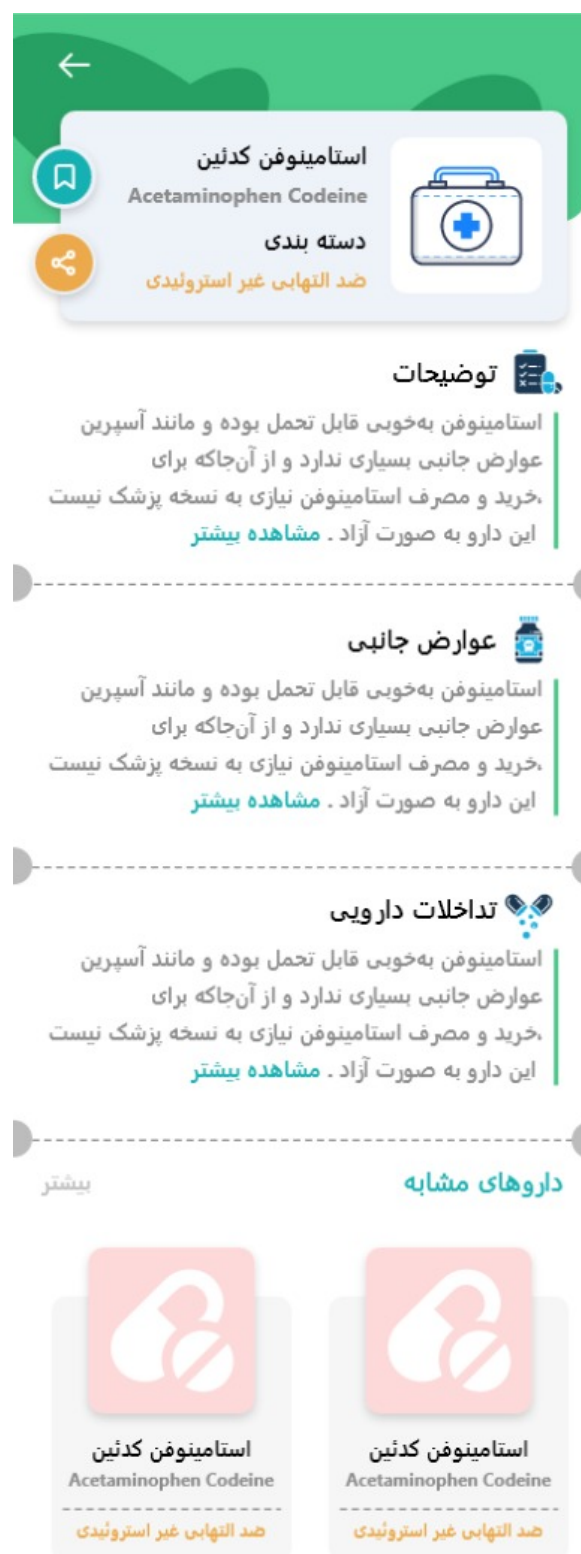 استامینوفن کدئین
Acetaminophen Codeine
دسته بندی
ضد التهابی غیر استروئیدی
توضیحات
استامینوفن به‌خوبی قابل تحمل بوده و مانند آسپرین
عوارض جانبی بسیاری ندارد و از آن‌جاکه برای
،خرید و مصرف استامینوفن نیازی به نسخه پزشک نیست
این دارو به صورت آزاد . مشاهده بیشتر
عوارض جانبی
استامینوفن به‌خوبی قابل تحمل بوده و مانند آسپرین
عوارض جانبی بسیاری ندارد و از آن‌جاکه برای
،خرید و مصرف استامینوفن نیازی به نسخه پزشک نیست
این دارو به صورت آزاد . مشاهده بیشتر
تداخلات دارویی
استامینوفن به‌خوبی قابل تحمل بوده و مانند آسپرین
عوارض جانبی بسیاری ندارد و از آن‌جاکه برای
،خرید و مصرف استامینوفن نیازی به نسخه پزشک نیست
این دارو به صورت آزاد . مشاهده بیشتر
داروهای مشابه
بیشتر
استامینوفن کدئین
Acetaminophen Codeine
ضد التهابی غیر استروئیدی
استامینوفن کدئین
Acetaminophen Codeine
ضد التهابی غیر استروئیدی